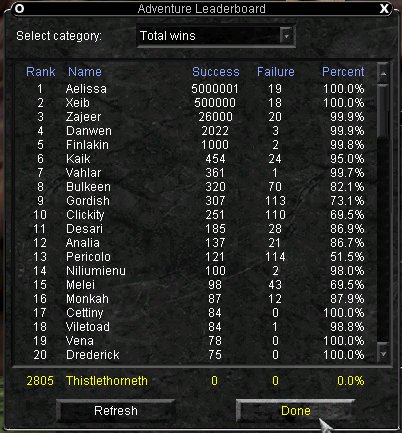 Adventure Leaderboard
Select category: Total wins
Rank Name Success Failure Percent
1 Aelissa 5000001 19 100.0%
2 Xeib 500000 18 100.0%
3 Zajeer 26000 20 99.9%
4 Danwen 2022 3 99.9%
5 Finlakin 1000 2 99.8%
6 Kaik 454 24 95.0%
7 Vahlar 361 1 99.7%
8 Bulkeen 320 70 82.1%
9 Gordish 307 113 73.1%
10 Clickity 251 110 69.5%
11 Desari 185 28 86.9%
12 Analia 137 21 86.7%
13 Pericolo 121 114 51.5%
14 Niliumienu 100 2 98.0%
15 Melei 98 43 69.5%
16 Monkah 87 12 87.9%
17 Cettiny 84 0 100.0%
18 Viletoad 84 1 98.8%
19 Vena 78 0 100.0%
20 Drederick 75 0 100.0%
2805 Thistlethorneth 0 0 0.0%
Refresh Done